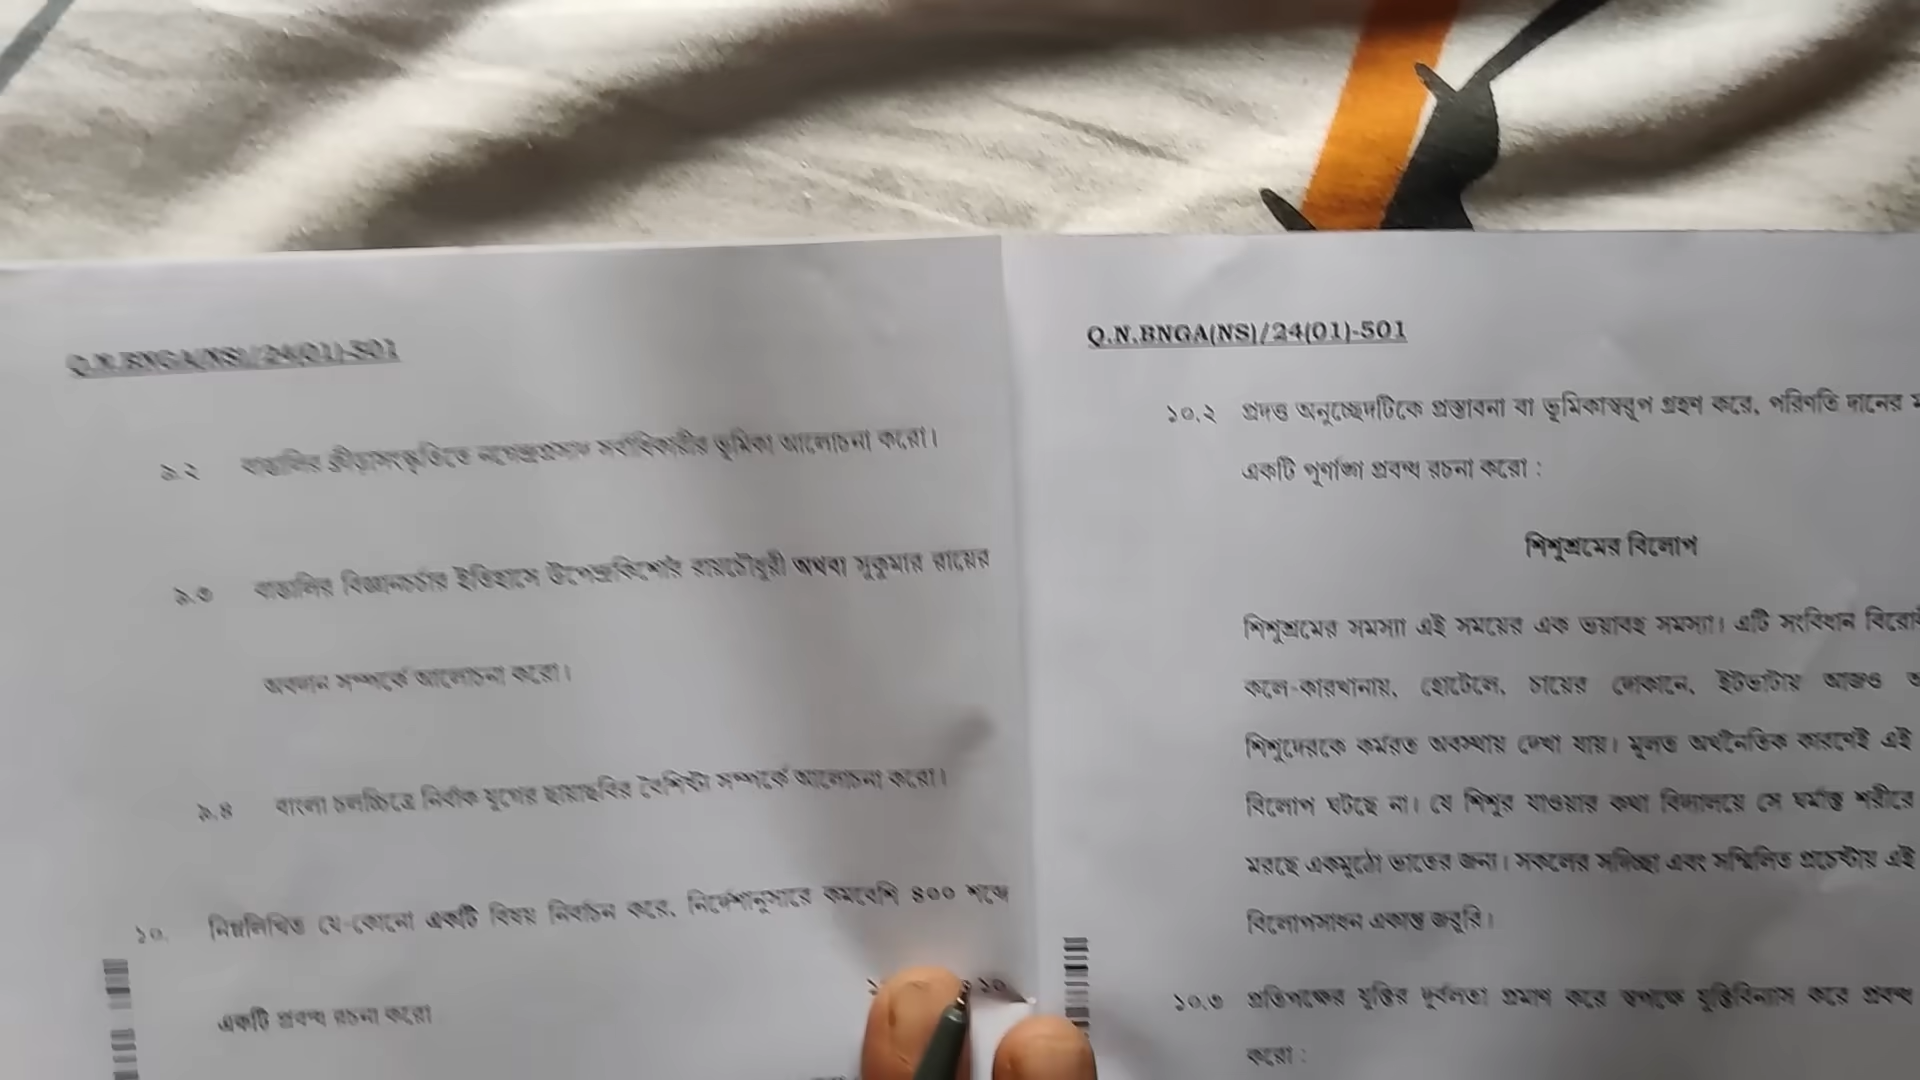 Q.N.BNGA(NS)/24(01)-501
৯.২ বাঙালির ক্রীড়াসংস্কৃতিতে নগেন্দ্রপ্রসাদ সর্বাধিকারীর ভূমিকা আলোচনা করো।
৯.৩ বাঙালির বিজ্ঞানচর্চার ইতিহাসে উপেন্দ্রকিশোর রায়চৌধুরী অথবা সুকুমার রায়ের
অবদান সম্পর্কে আলোচনা করো।
৯.৪ বাংলা চলচ্চিত্রে নির্বাক যুগের ছায়াছবির বৈশিষ্ট্য সম্পর্কে আলোচনা করো।
১০. নিম্নলিখিত যে-কোনো একটি বিষয় নির্বাচন করে, নির্দেশানুসারে কমবেশি ৪০০ শব্দে
একটি প্রবন্ধ রচনা করো
Q.N.BNGA(NS)/24(01)-501
১০.২ প্রদত্ত অনুচ্ছেদটিকে প্রস্তাবনা বা ভূমিকাস্বরূপ গ্রহণ করে, পরিণতি দানের
একটি পূর্ণাঙ্গ প্রবন্ধ রচনা করো :
শিশুশ্রমের বিলোপ
শিশুশ্রমের সমস্যা এই সময়ের এক ভয়াবহ সমস্যা। এটি সংবিধান
কলে-কারখানায়, হোটেলে, চায়ের দোকানে, ইটভাটায় আজও
শিশুদেরকে কর্মরত অবস্থায় দেখা যায়। মূলত অর্থনৈতিক কারণেই এই
বিলোপ ঘটছে না। যে শিশুর যাওয়ার কথা বিদ্যালয়ে সে ঘর্মাক্ত শরীরে
মরছে একমুঠো ভাতের জন্য। সকলের সদিচ্ছা এবং সম্মিলিত প্রচেষ্টায় এই
বিলোপসাধন একান্ত জরুরি।
১০.৩ প্রতিপক্ষের যুক্তির দুর্বলতা প্রমাণ করে স্বপক্ষে যুক্তিবিন্যাস করে প্রবন্ধ
করো :